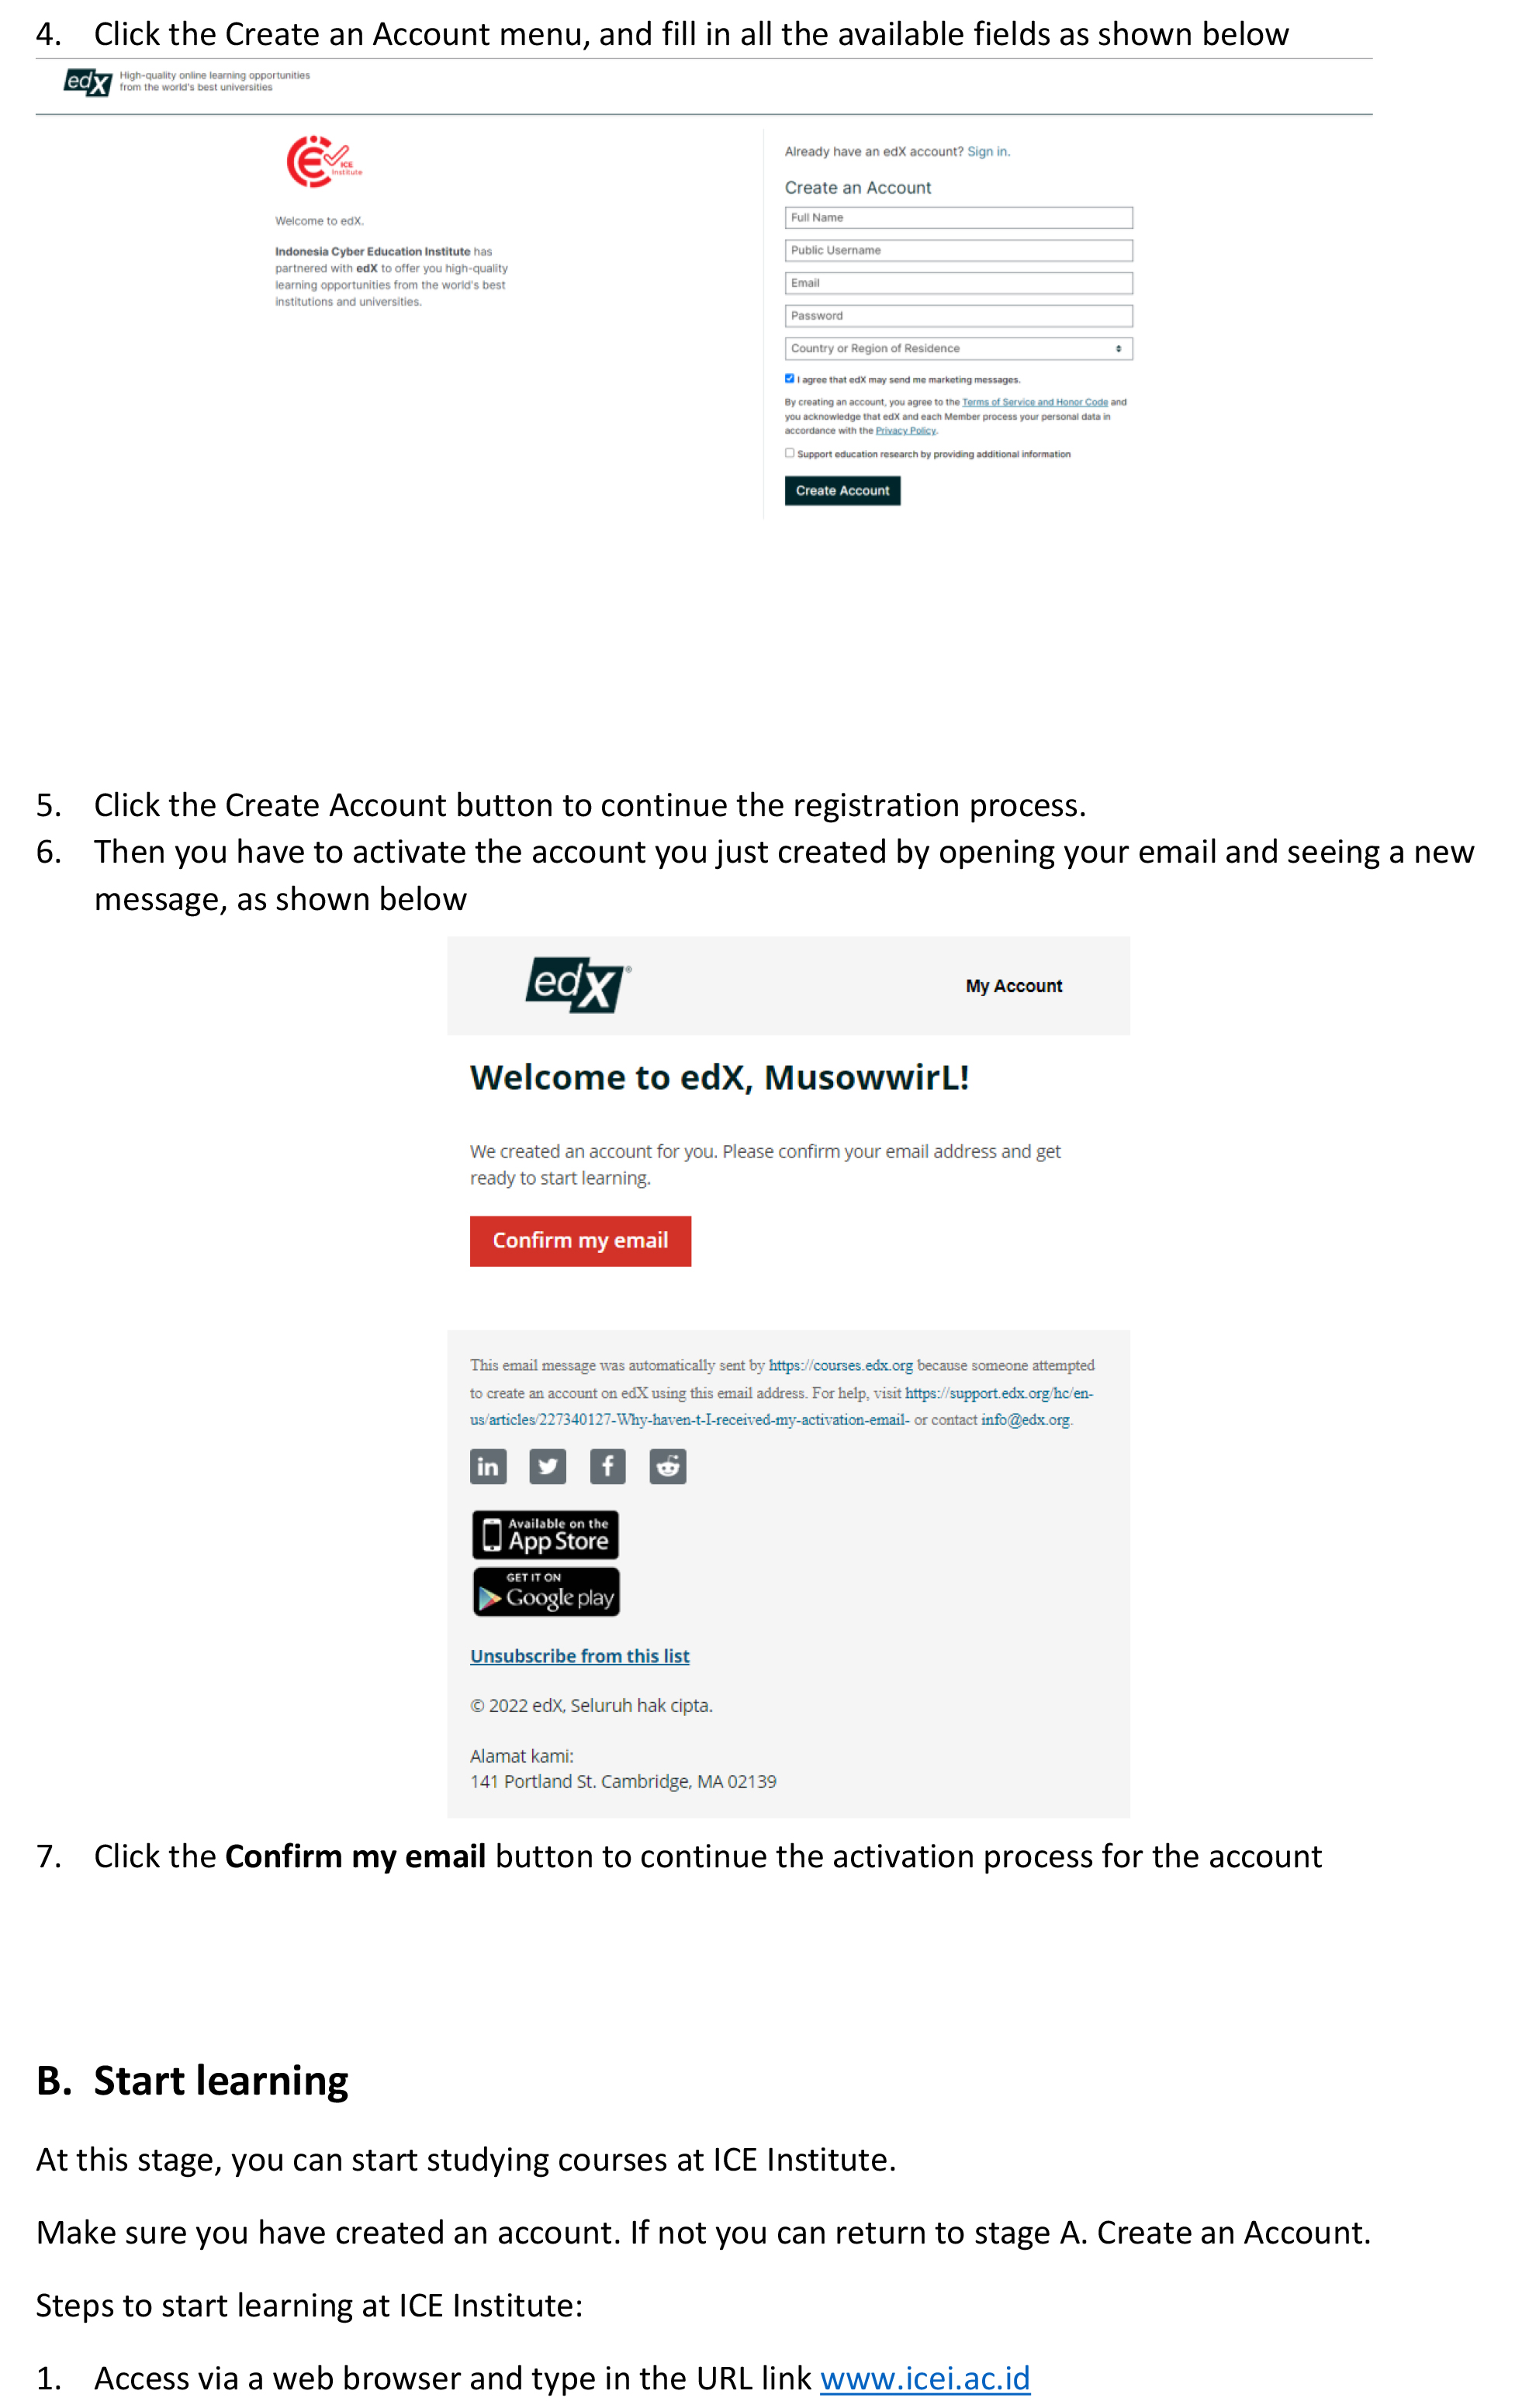 4. Click the Create an Account menu, and fill in all the available fields as shown below
edX High-quality online learning opportunities
from the world's best universities
ICE
Institute
Welcome to edX.
Indonesia Cyber Education Institute has
partnered with edX to offer you high-quality
learning opportunities from the world's best
institutions and universities.
Already have an edX account? Sign in.
Create an Account
Full Name
Public Username
Email
Password
Country or Region of Residence
I agree that edX may send me marketing messages.
By creating an account, you agree to the Terms of Service and Honor Code and
you acknowledge that edX and each Member process your personal data in
accordance with the Privacy Policy.
Support education research by providing additional information
Create Account
5. Click the Create Account button to continue the registration process.
6. Then you have to activate the account you just created by opening your email and seeing a new
message, as shown below
edX®
My Account
Welcome to edX, MusowwirL!
We created an account for you. Please confirm your email address and get
ready to start learning.
Confirm my email
This email message was automatically sent by https://courses.edx.org because someone attempted
to create an account on edX using this email address. For help, visit https://support.edx.org/hc/en-
us/articles/227340127-Why-haven-t-I-received-my-activation-email- or contact info@edx.org.
in f
Available on the
App Store
GET IT ON
Google play
Unsubscribe from this list
© 2022 edX, Seluruh hak cipta.
Alamat kami:
141 Portland St. Cambridge, MA 02139
7. Click the Confirm my email button to continue the activation process for the account
B. Start learning
At this stage, you can start studying courses at ICE Institute.
Make sure you have created an account. If not you can return to stage A. Create an Account.
Steps to start learning at ICE Institute:
1. Access via a web browser and type in the URL link www.icei.ac.id